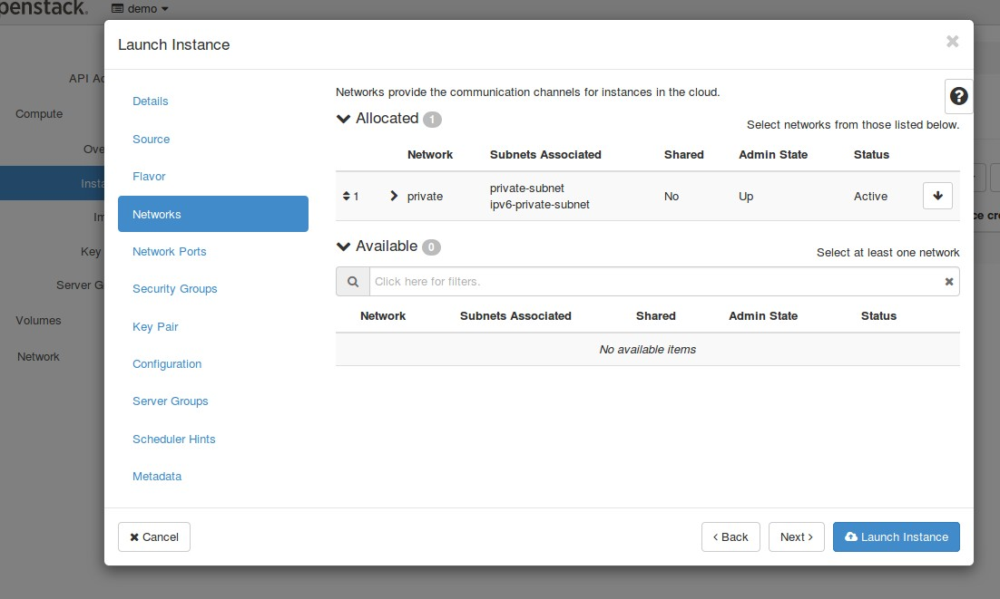 penstack. demo
Launch Instance
API Ac
Compute
Ove
Insta
Im
Key
Server G
Volumes
Network
Details
Source
Flavor
Networks
Network Ports
Security Groups
Key Pair
Configuration
Server Groups
Scheduler Hints
Metadata
Networks provide the communication channels for instances in the cloud.
Allocated 1
Select networks from those listed below.
Network Subnets Associated Shared Admin State Status
1 private private-subnet No Up Active
ipv6-private-subnet
Available 0
Select at least one network
Click here for filters.
Network Subnets Associated Shared Admin State Status
No available items
ce cre
Cancel
Back
Next
Launch Instance